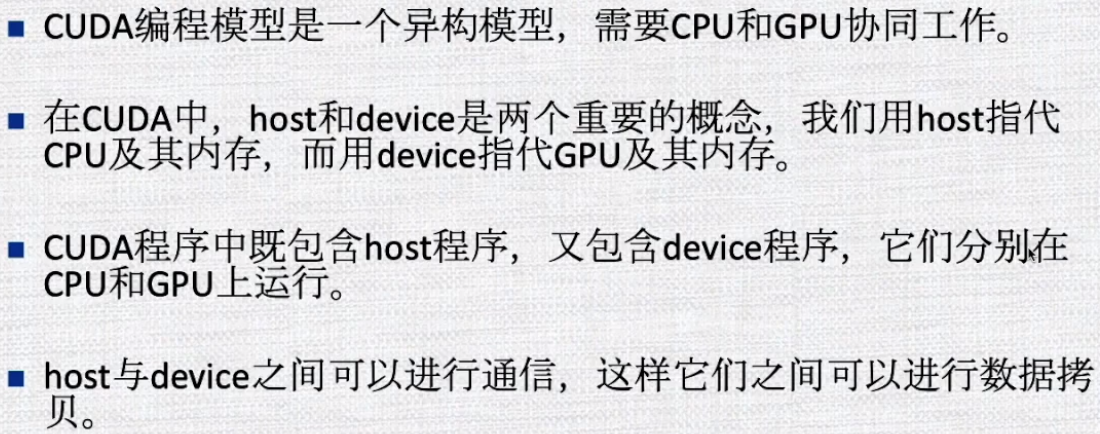 CUDA编程模型是一个异构模型，需要CPU和GPU协同工作。
在CUDA中，host和device是两个重要的概念，我们用host指代
CPU及其内存，而用device指代GPU及其内存。
CUDA程序中既包含host程序，又包含device程序，它们分别在
CPU和GPU上运行。
host与device之间可以进行通信，这样它们之间可以进行数据拷
贝。